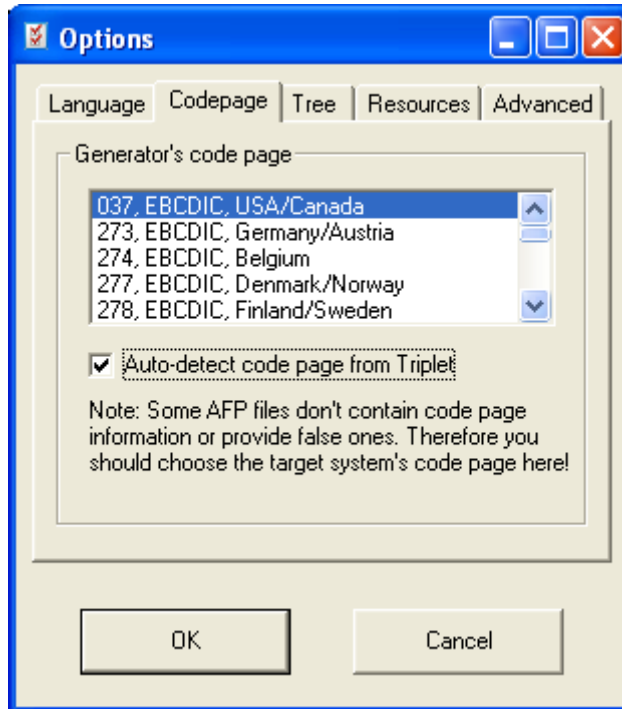 Options
Language Codepage Tree Resources Advanced
Generator's code page
037, EBCDIC, USA/Canada
273, EBCDIC, Germany/Austria
274, EBCDIC, Belgium
277, EBCDIC, Denmark/Norway
278, EBCDIC, Finland/Sweden
Auto-detect code page from Triplet
Note: Some AFP files don't contain code page
information or provide false ones. Therefore you
should choose the target system's code page here!
OK Cancel